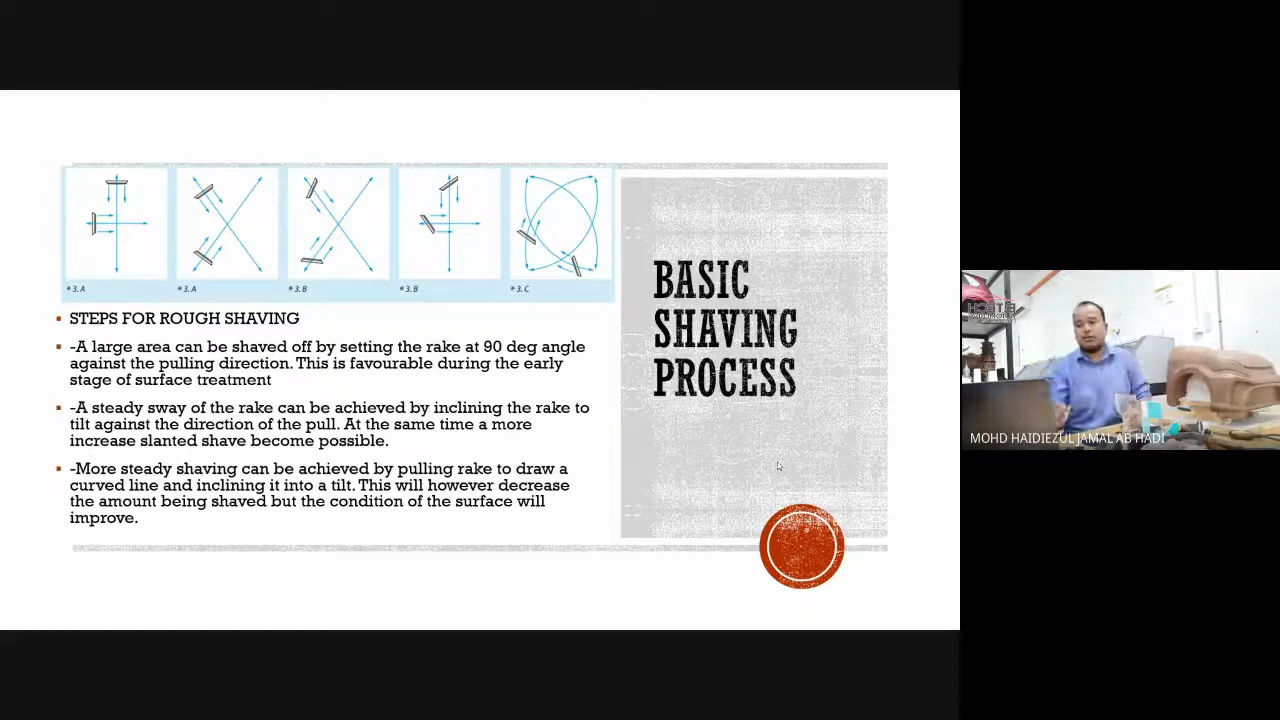 *3.A
*3.A
*3.B
*3.B
*3.C
▪ STEPS FOR ROUGH SHAVING
▪ -A large area can be shaved off by setting the rake at 90 deg angle
against the pulling direction. This is favourable during the early
stage of surface treatment
▪ -A steady sway of the rake can be achieved by inclining the rake to
tilt against the direction of the pull. At the same time a more
increase slanted shave become possible.
▪ -More steady shaving can be achieved by pulling rake to draw a
curved line and inclining it into a tilt. This will however decrease
the amount being shaved but the condition of the surface will
improve.
BASIC
SHAVING
PROCESS
MOHD HAIDIEZUL JAMAL AB HADI